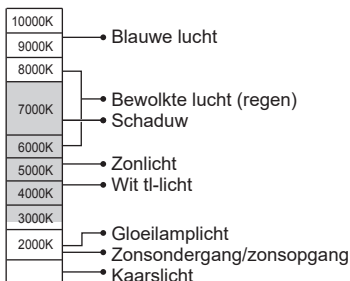 10000K
9000K
Blauwe lucht
8000K
7000K
Bewolkte lucht (regen)
Schaduw
6000K
5000K
Zonlicht
4000K
Wit tl-licht
3000K
2000K
Gloeilamplicht
Zonsondergang/zonsopgang
Kaarslicht